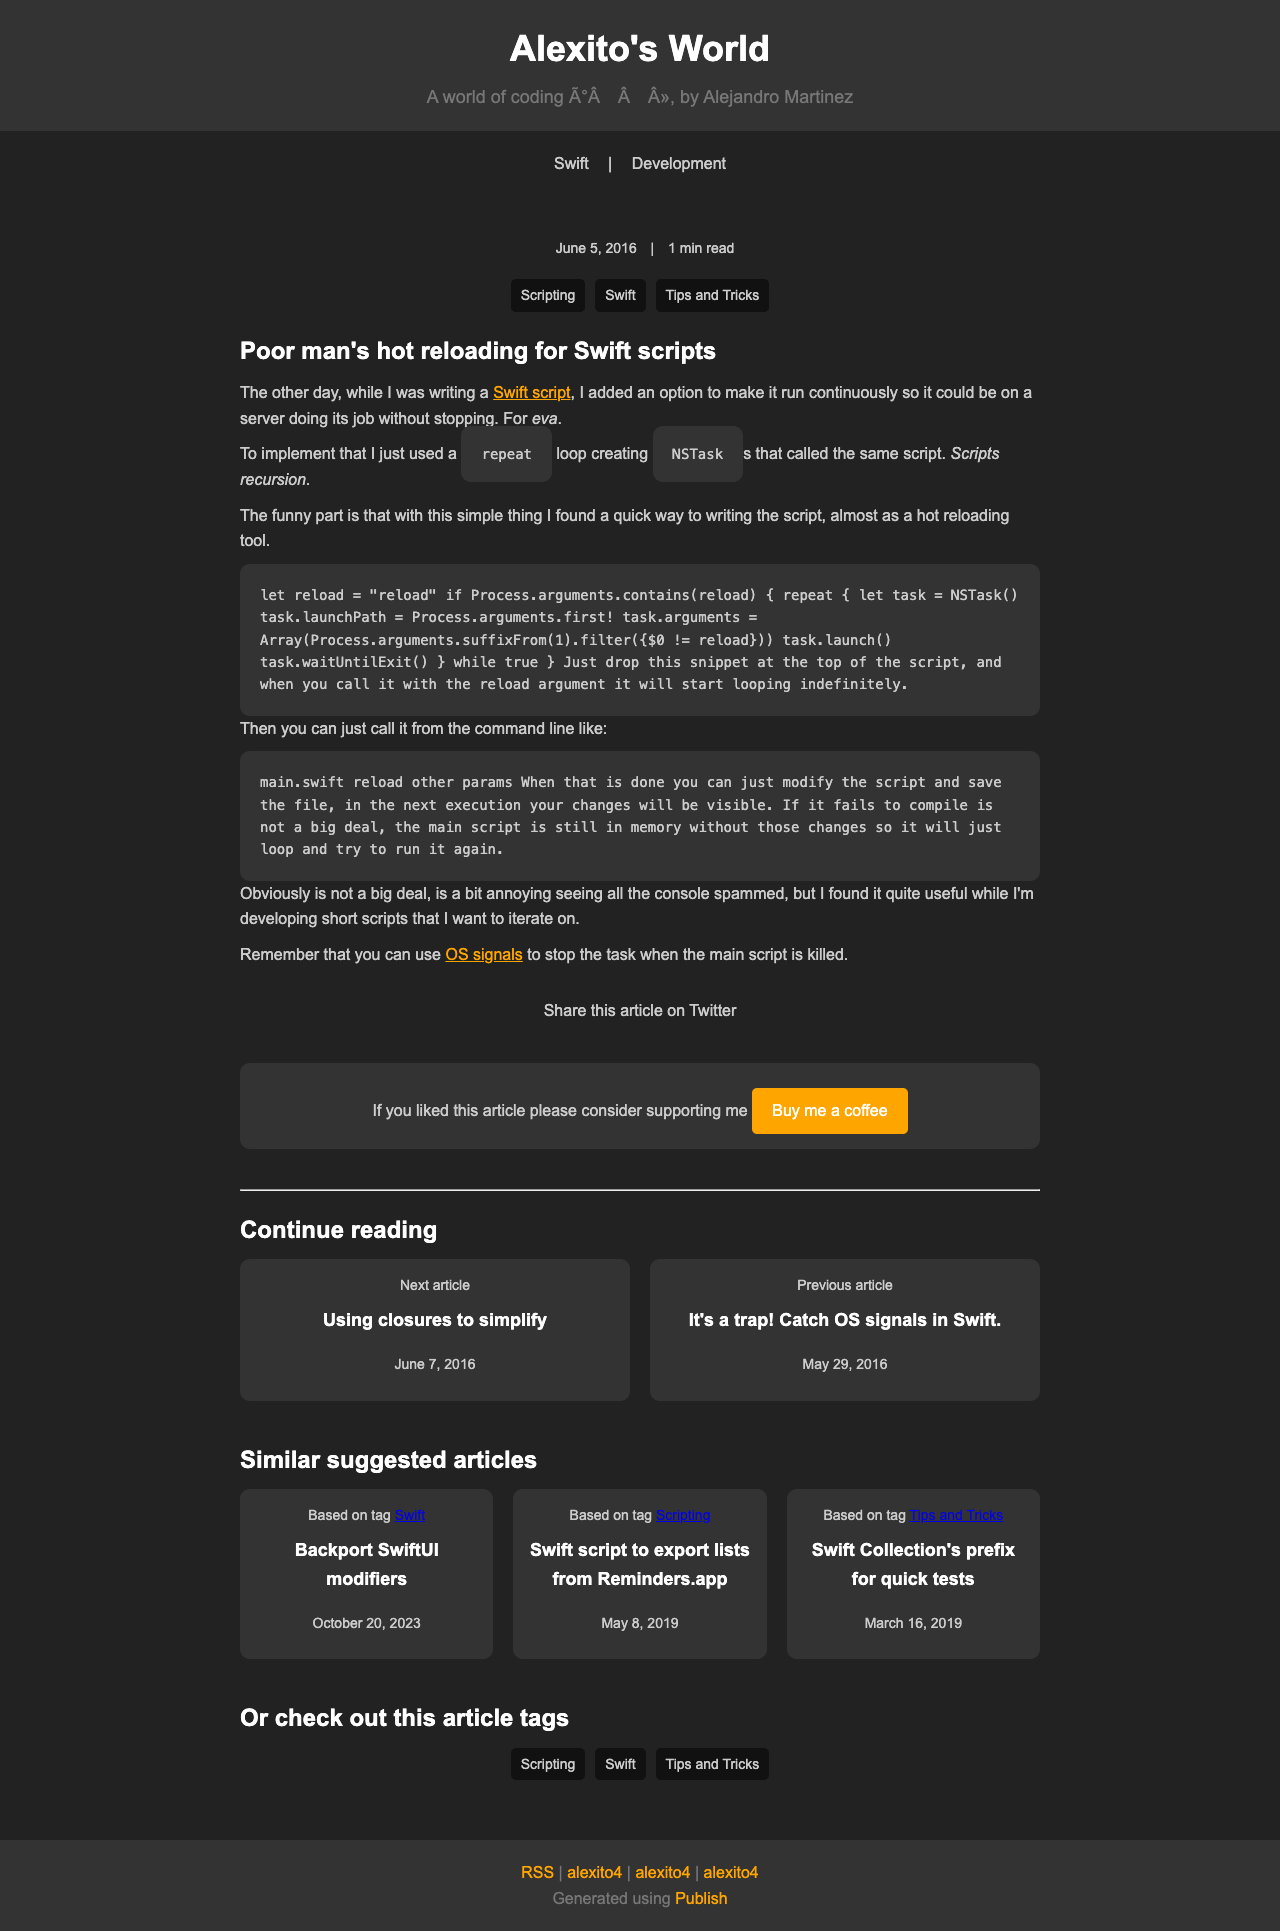 Alexito's World
A world of coding Ã°Â Â Â», by Alejandro Martinez
Swift | Development
June 5, 2016 | 1 min read
Scripting Swift Tips and Tricks
Poor man's hot reloading for Swift scripts
The other day, while I was writing a Swift script, I added an option to make it run continuously so it could be on a
server doing its job without stopping. For eva.
To implement that I just used a repeat loop creating NSTask s that called the same script. Scripts
recursion.
The funny part is that with this simple thing I found a quick way to writing the script, almost as a hot reloading
tool.
let reload = "reload" if Process.arguments.contains(reload) { repeat { let task = NSTask()
task.launchPath = Process.arguments.first! task.arguments =
Array(Process.arguments.suffixFrom(1).filter({$0 != reload})) task.launch()
task.waitUntilExit() } while true } Just drop this snippet at the top of the script, and
when you call it with the reload argument it will start looping indefinitely.
Then you can just call it from the command line like:
main.swift reload other params When that is done you can just modify the script and save
the file, in the next execution your changes will be visible. If it fails to compile is
not a big deal, the main script is still in memory without those changes so it will just
loop and try to run it again.
Obviously is not a big deal, is a bit annoying seeing all the console spammed, but I found it quite useful while I'm
developing short scripts that I want to iterate on.
Remember that you can use OS signals to stop the task when the main script is killed.
Share this article on Twitter
If you liked this article please consider supporting me Buy me a coffee
Continue reading
Next article
Using closures to simplify
June 7, 2016
Previous article
It's a trap! Catch OS signals in Swift.
May 29, 2016
Similar suggested articles
Based on tag Swift
Backport SwiftUI
modifiers
October 20, 2023
Based on tag Scripting
Swift script to export lists
from Reminders.app
May 8, 2019
Based on tag Tips and Tricks
Swift Collection's prefix
for quick tests
March 16, 2019
Or check out this article tags
Scripting Swift Tips and Tricks
RSS | alexito4 | alexito4 | alexito4
Generated using Publish